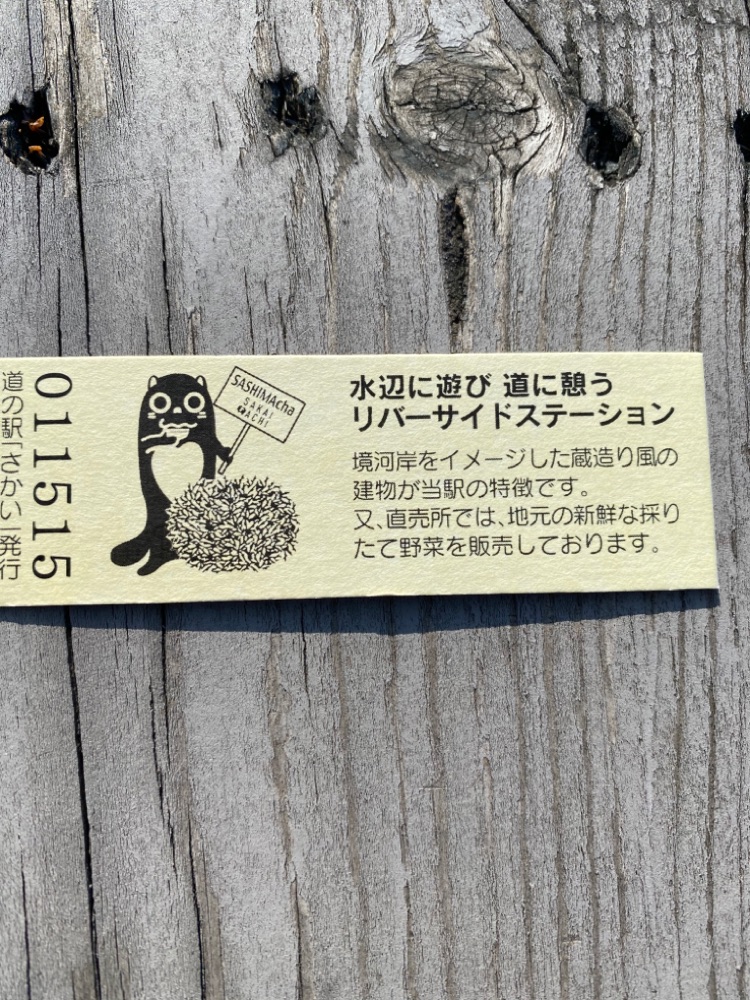 道の駅「さかい」発行
011515
SASHIMAcha
SAKAI
MACHI
水辺に遊び 道に憩う
リバーサイドステーション
境河岸をイメージした蔵造り風の
建物が当駅の特徴です。
又、直売所では、地元の新鮮な採り
たて野菜を販売しております。